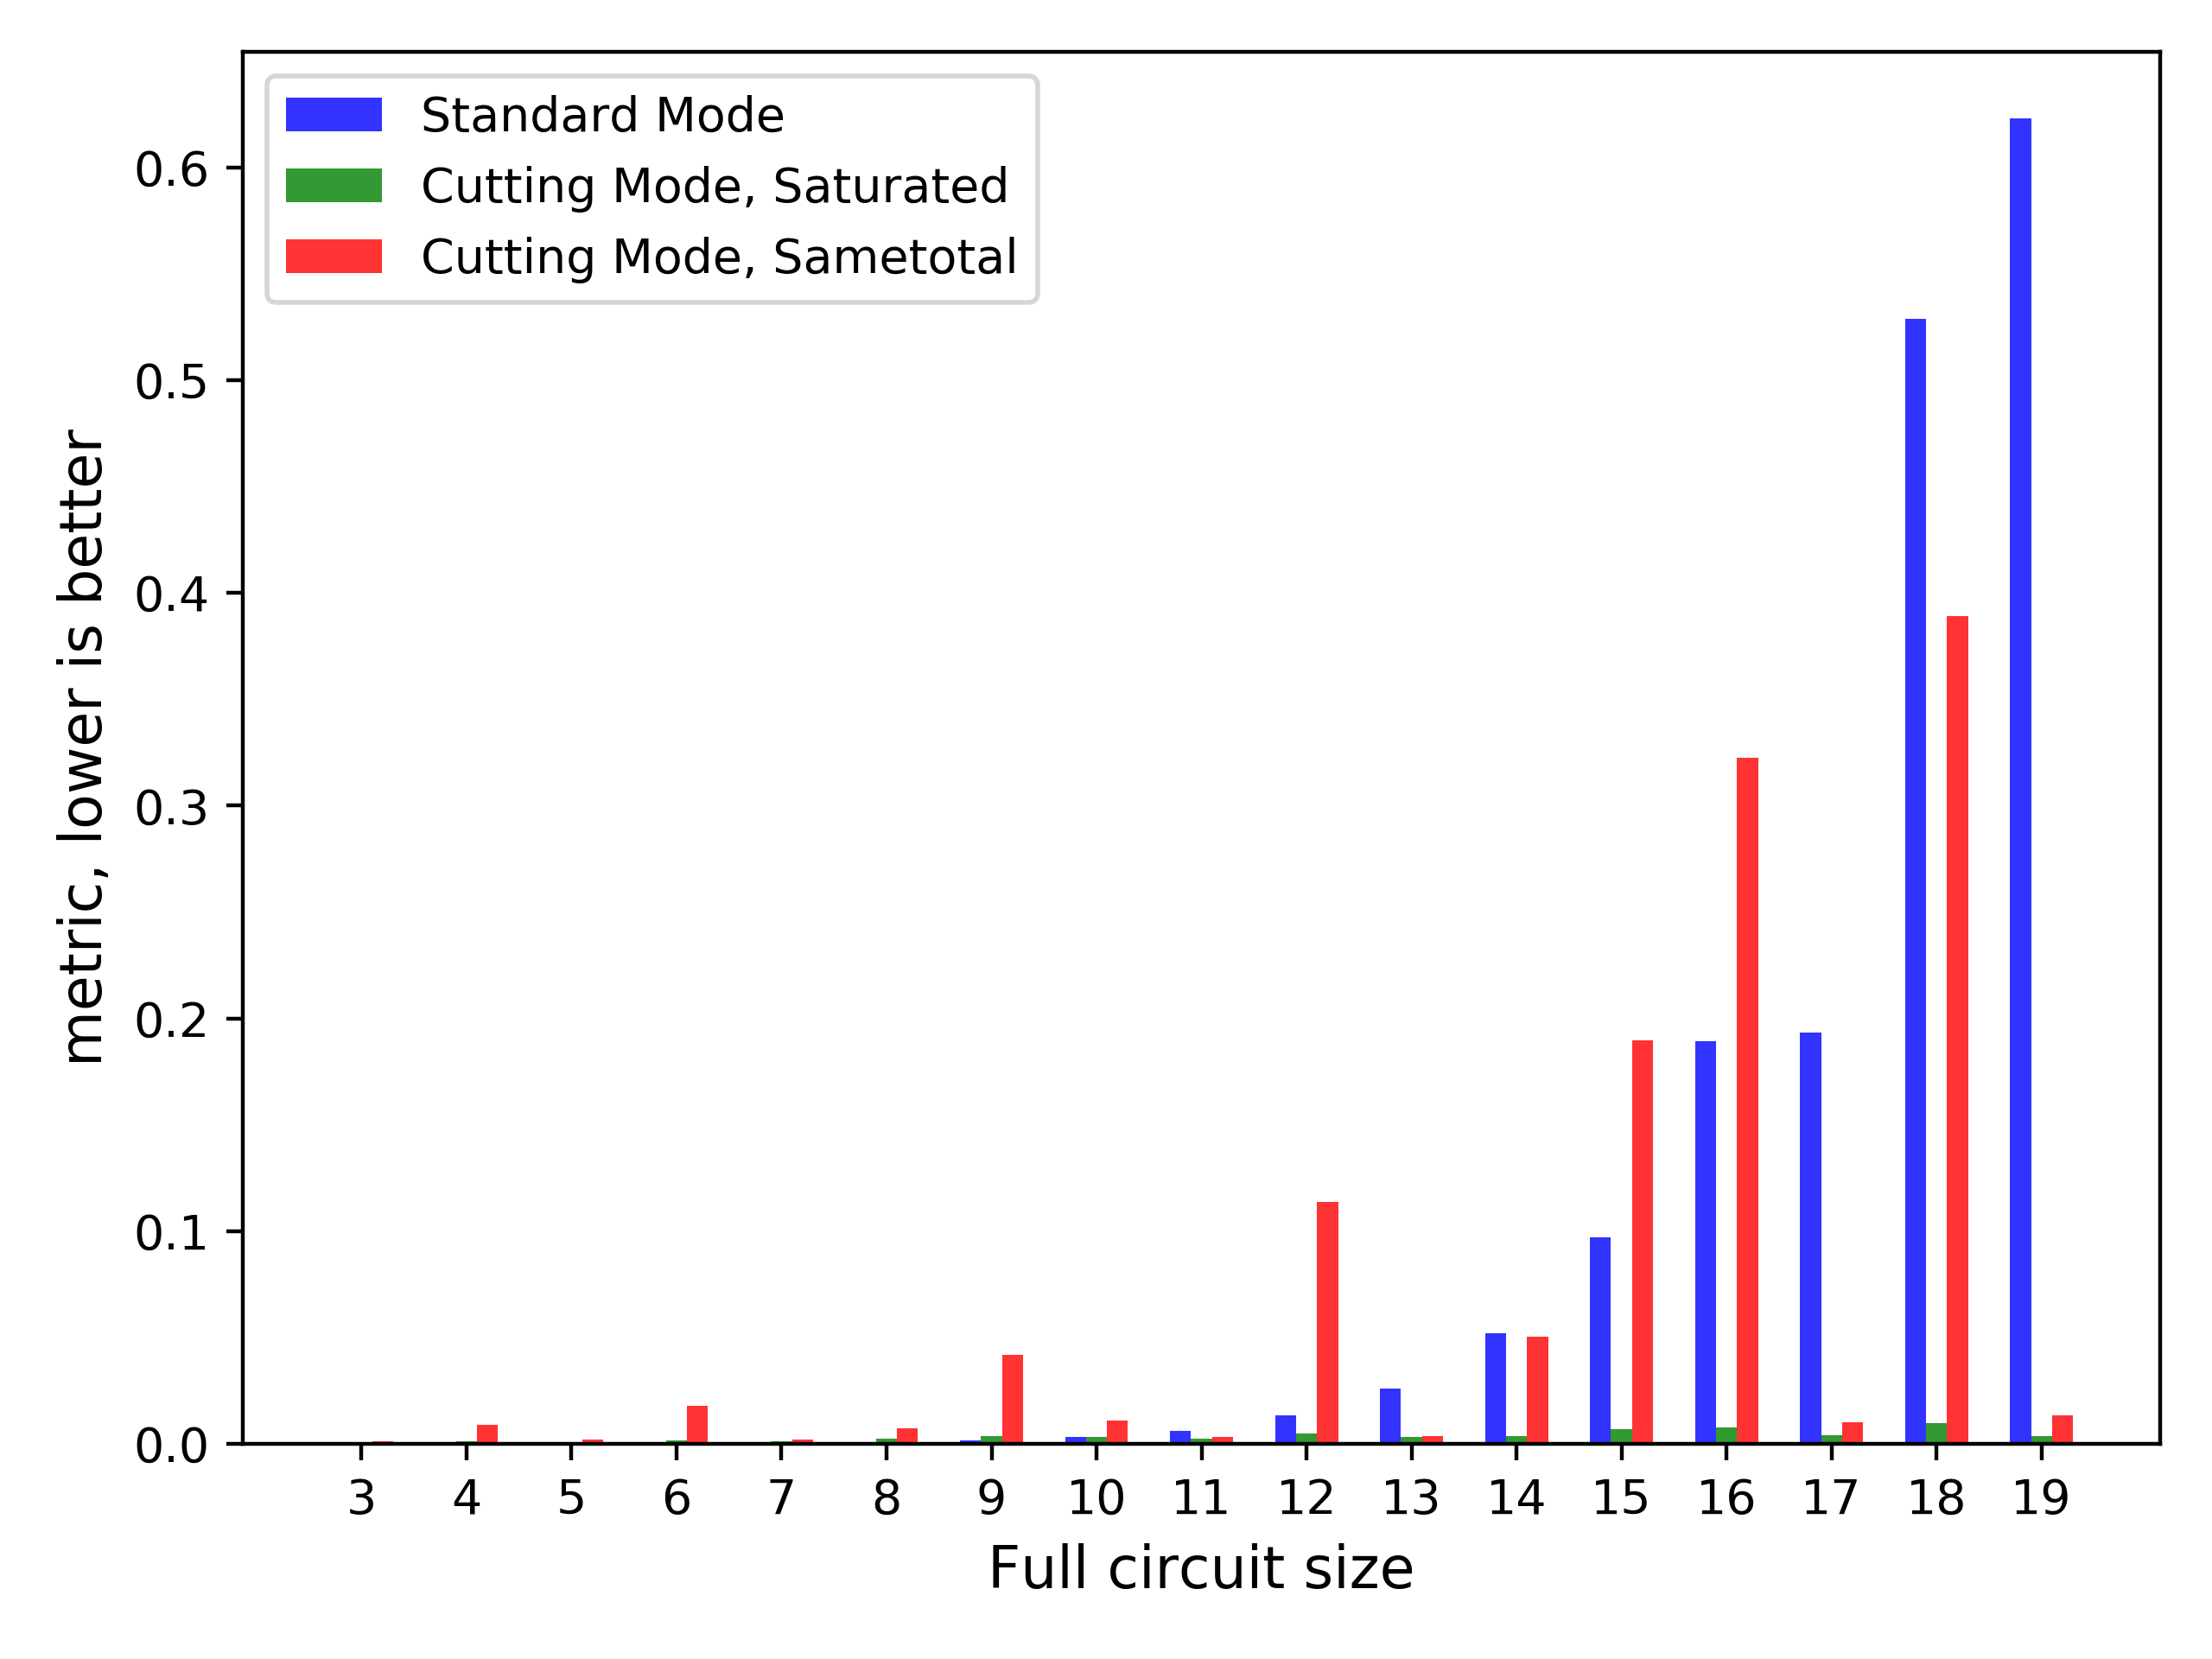 Standard Mode
Cutting Mode, Saturated
Cutting Mode, Sametotal
metric, lower is better
0.6
0.5
0.4
0.3
0.2
0.1
0.0
3 4 5 6 7 8 9 10 11 12 13 14 15 16 17 18 19
Full circuit size